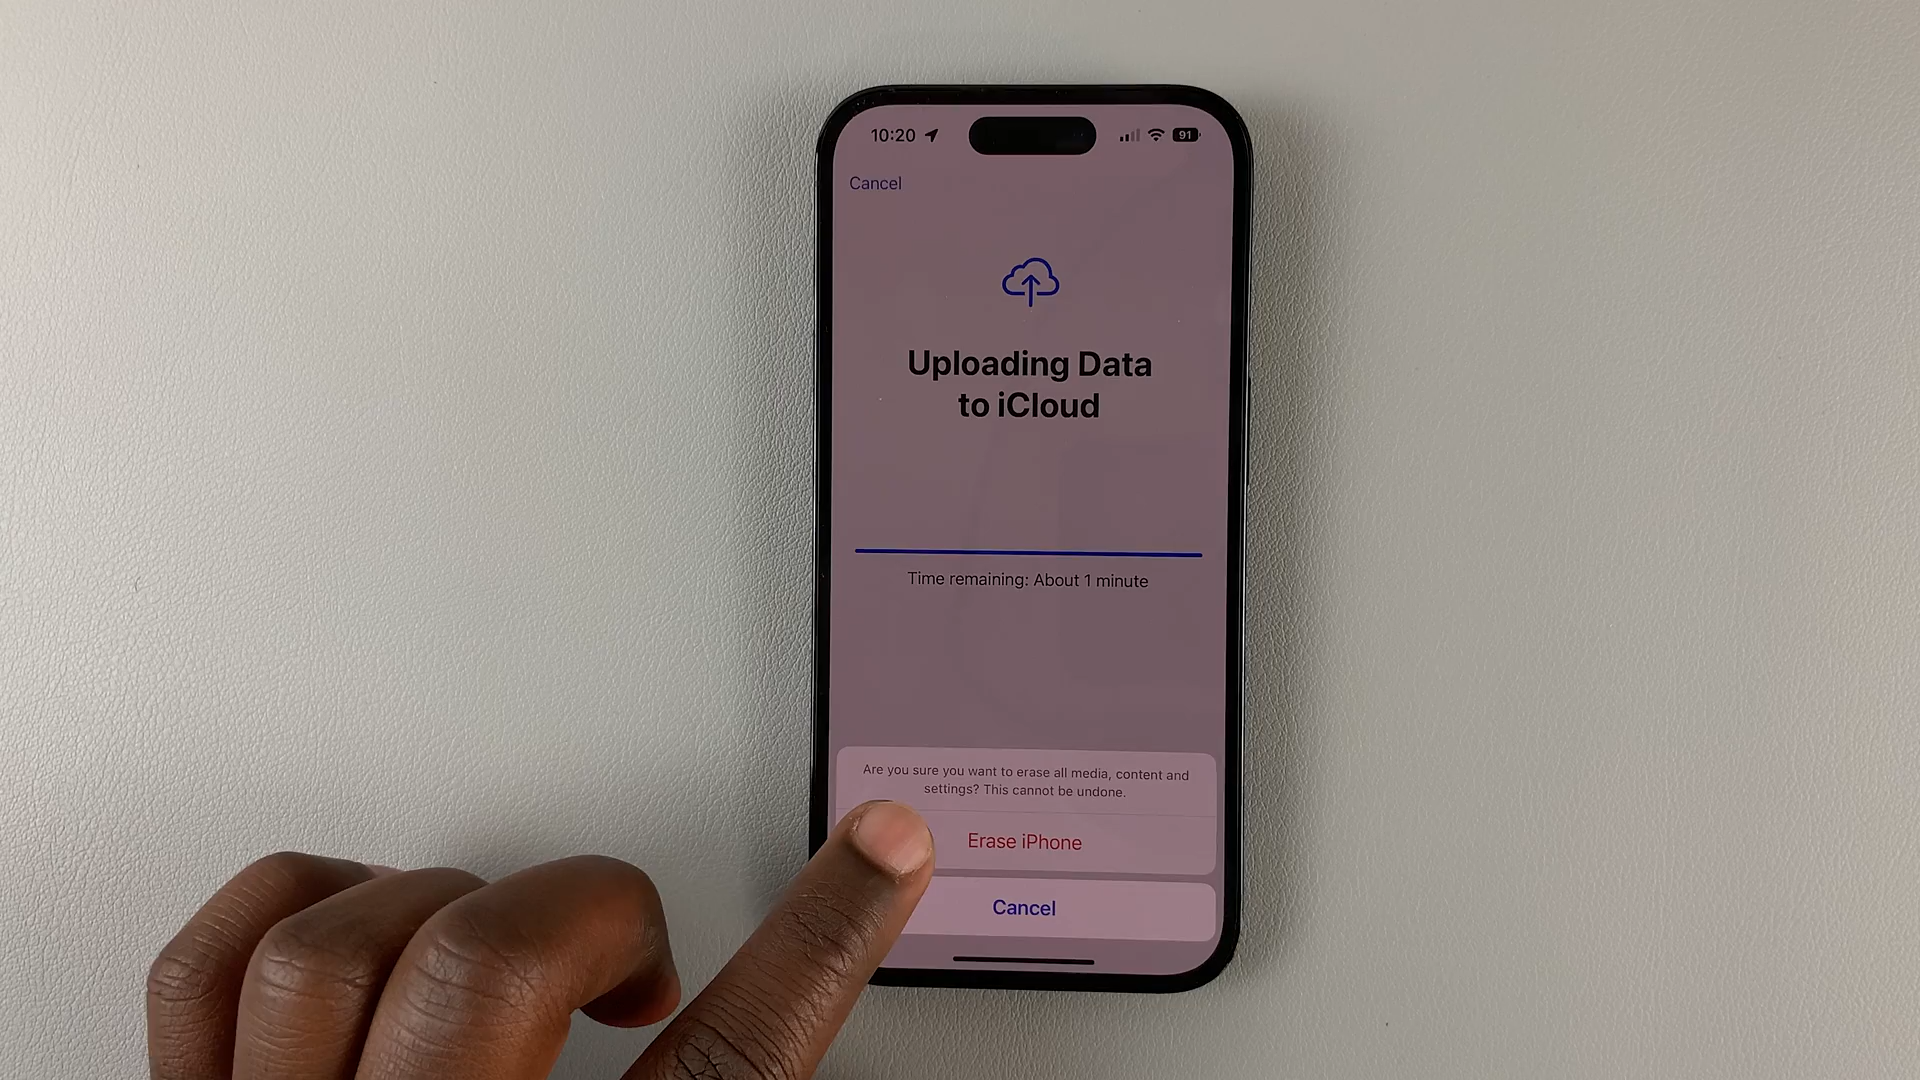 10:20
91
Cancel
Uploading Data
to iCloud
Time remaining: About 1 minute
Are you sure you want to erase all media, content and
settings? This cannot be undone.
Erase iPhone
Cancel